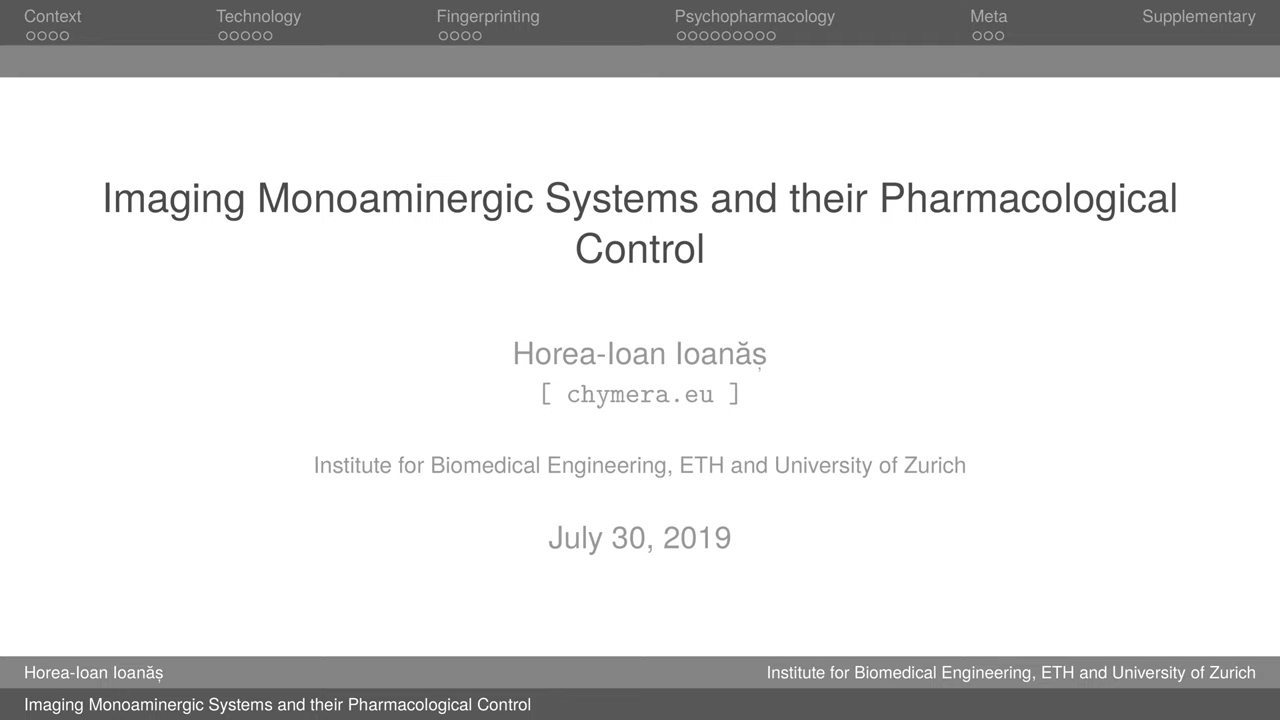 Context Technology Fingerprinting Psychopharmacology Meta Supplementary
Imaging Monoaminergic Systems and their Pharmacological
Control
Horea-Ioan Ioanăș
[ chymera.eu ]
Institute for Biomedical Engineering, ETH and University of Zurich
July 30, 2019
Horea-Ioan Ioanăș Institute for Biomedical Engineering, ETH and University of Zurich
Imaging Monoaminergic Systems and their Pharmacological Control